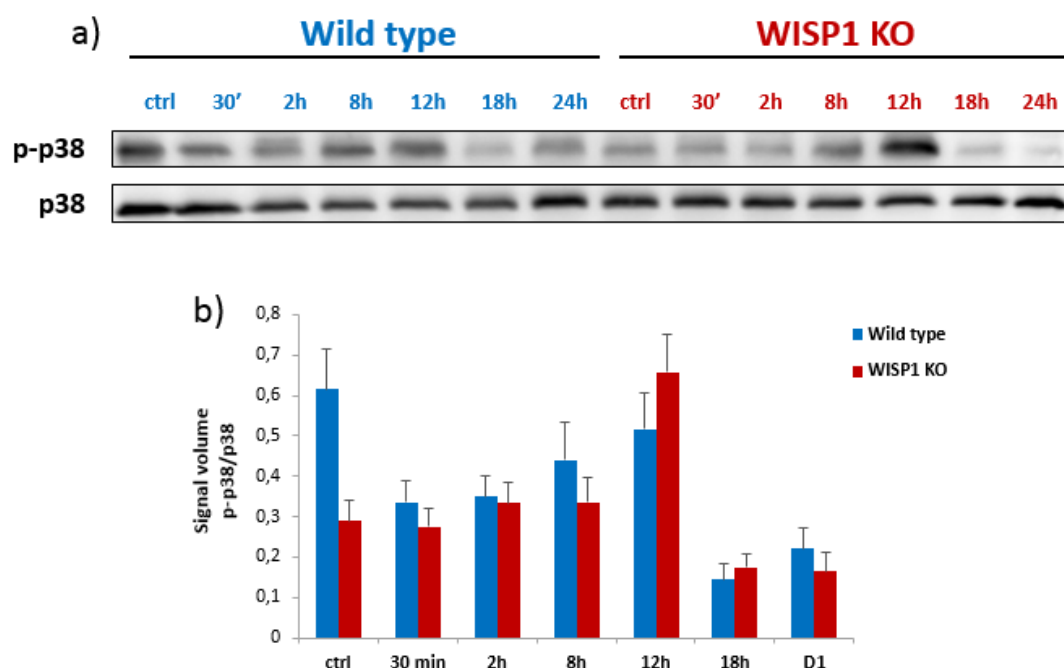 a)
Wild type WISP1 KO
ctrl 30’ 2h 8h 12h 18h 24h ctrl 30’ 2h 8h 12h 18h 24h
p-p38
p38
b)
0,8
0,7
0,6
0,5
0,4
0,3
0,2
0,1
0
Signal volume
p-p38/p38
Wild type
WISP1 KO
ctrl 30 min 2h 8h 12h 18h D1